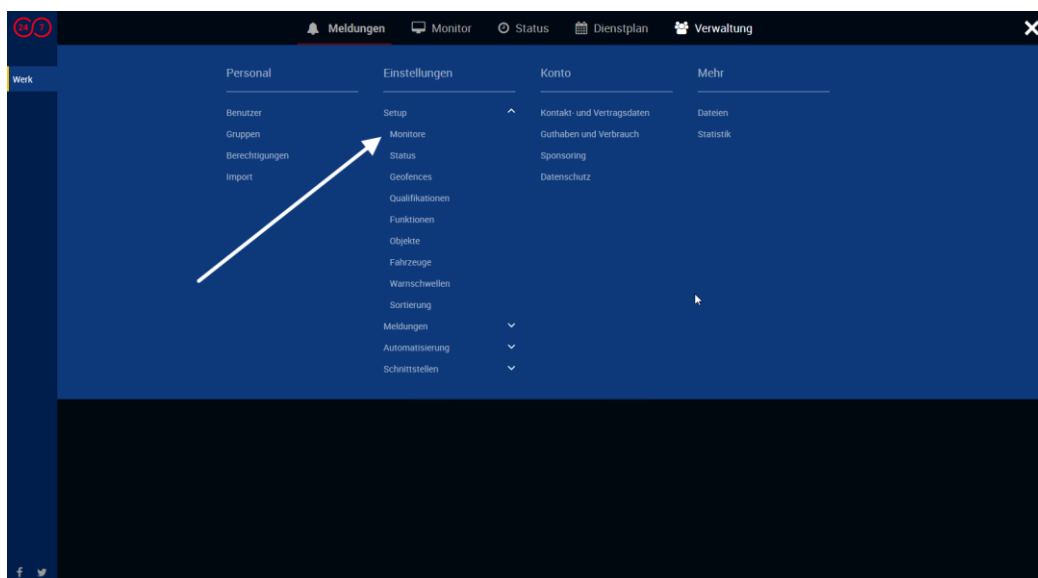 24 7
Meldungen
Monitor
Status
Dienstplan
Verwaltung
Werk
Personal
Benutzer
Gruppen
Berechtigungen
Import
Einstellungen
Setup
Monitore
Status
Geofences
Qualifikationen
Funktionen
Objekte
Fahrzeuge
Warnschwellen
Sortierung
Meldungen
Automatisierung
Schnittstellen
Konto
Kontakt- und Vertragsdaten
Guthaben und Verbrauch
Sponsoring
Datenschutz
Mehr
Dateien
Statistik